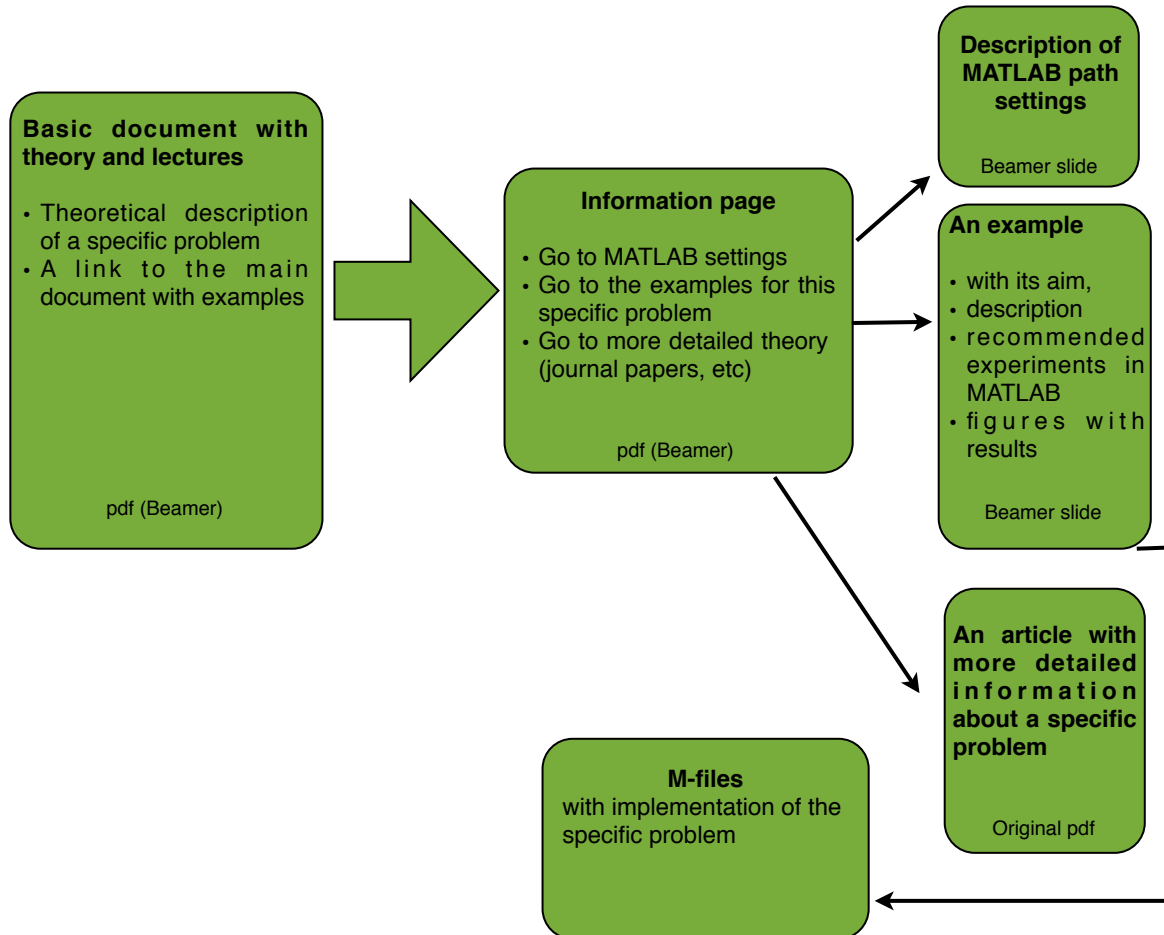 Basic document with
theory and lectures
• Theoretical description
of a specific problem
• A link to the main
document with examples
pdf (Beamer)
Information page
• Go to MATLAB settings
• Go to the examples for this
specific problem
• Go to more detailed theory
(journal papers, etc)
pdf (Beamer)
Description of
MATLAB path
settings
Beamer slide
An example
• with its aim,
• description
• recommended
experiments in
MATLAB
• figures with
results
Beamer slide
An article with
more detailed
information
about a specific
problem
Original pdf
M-files
with implementation of the
specific problem